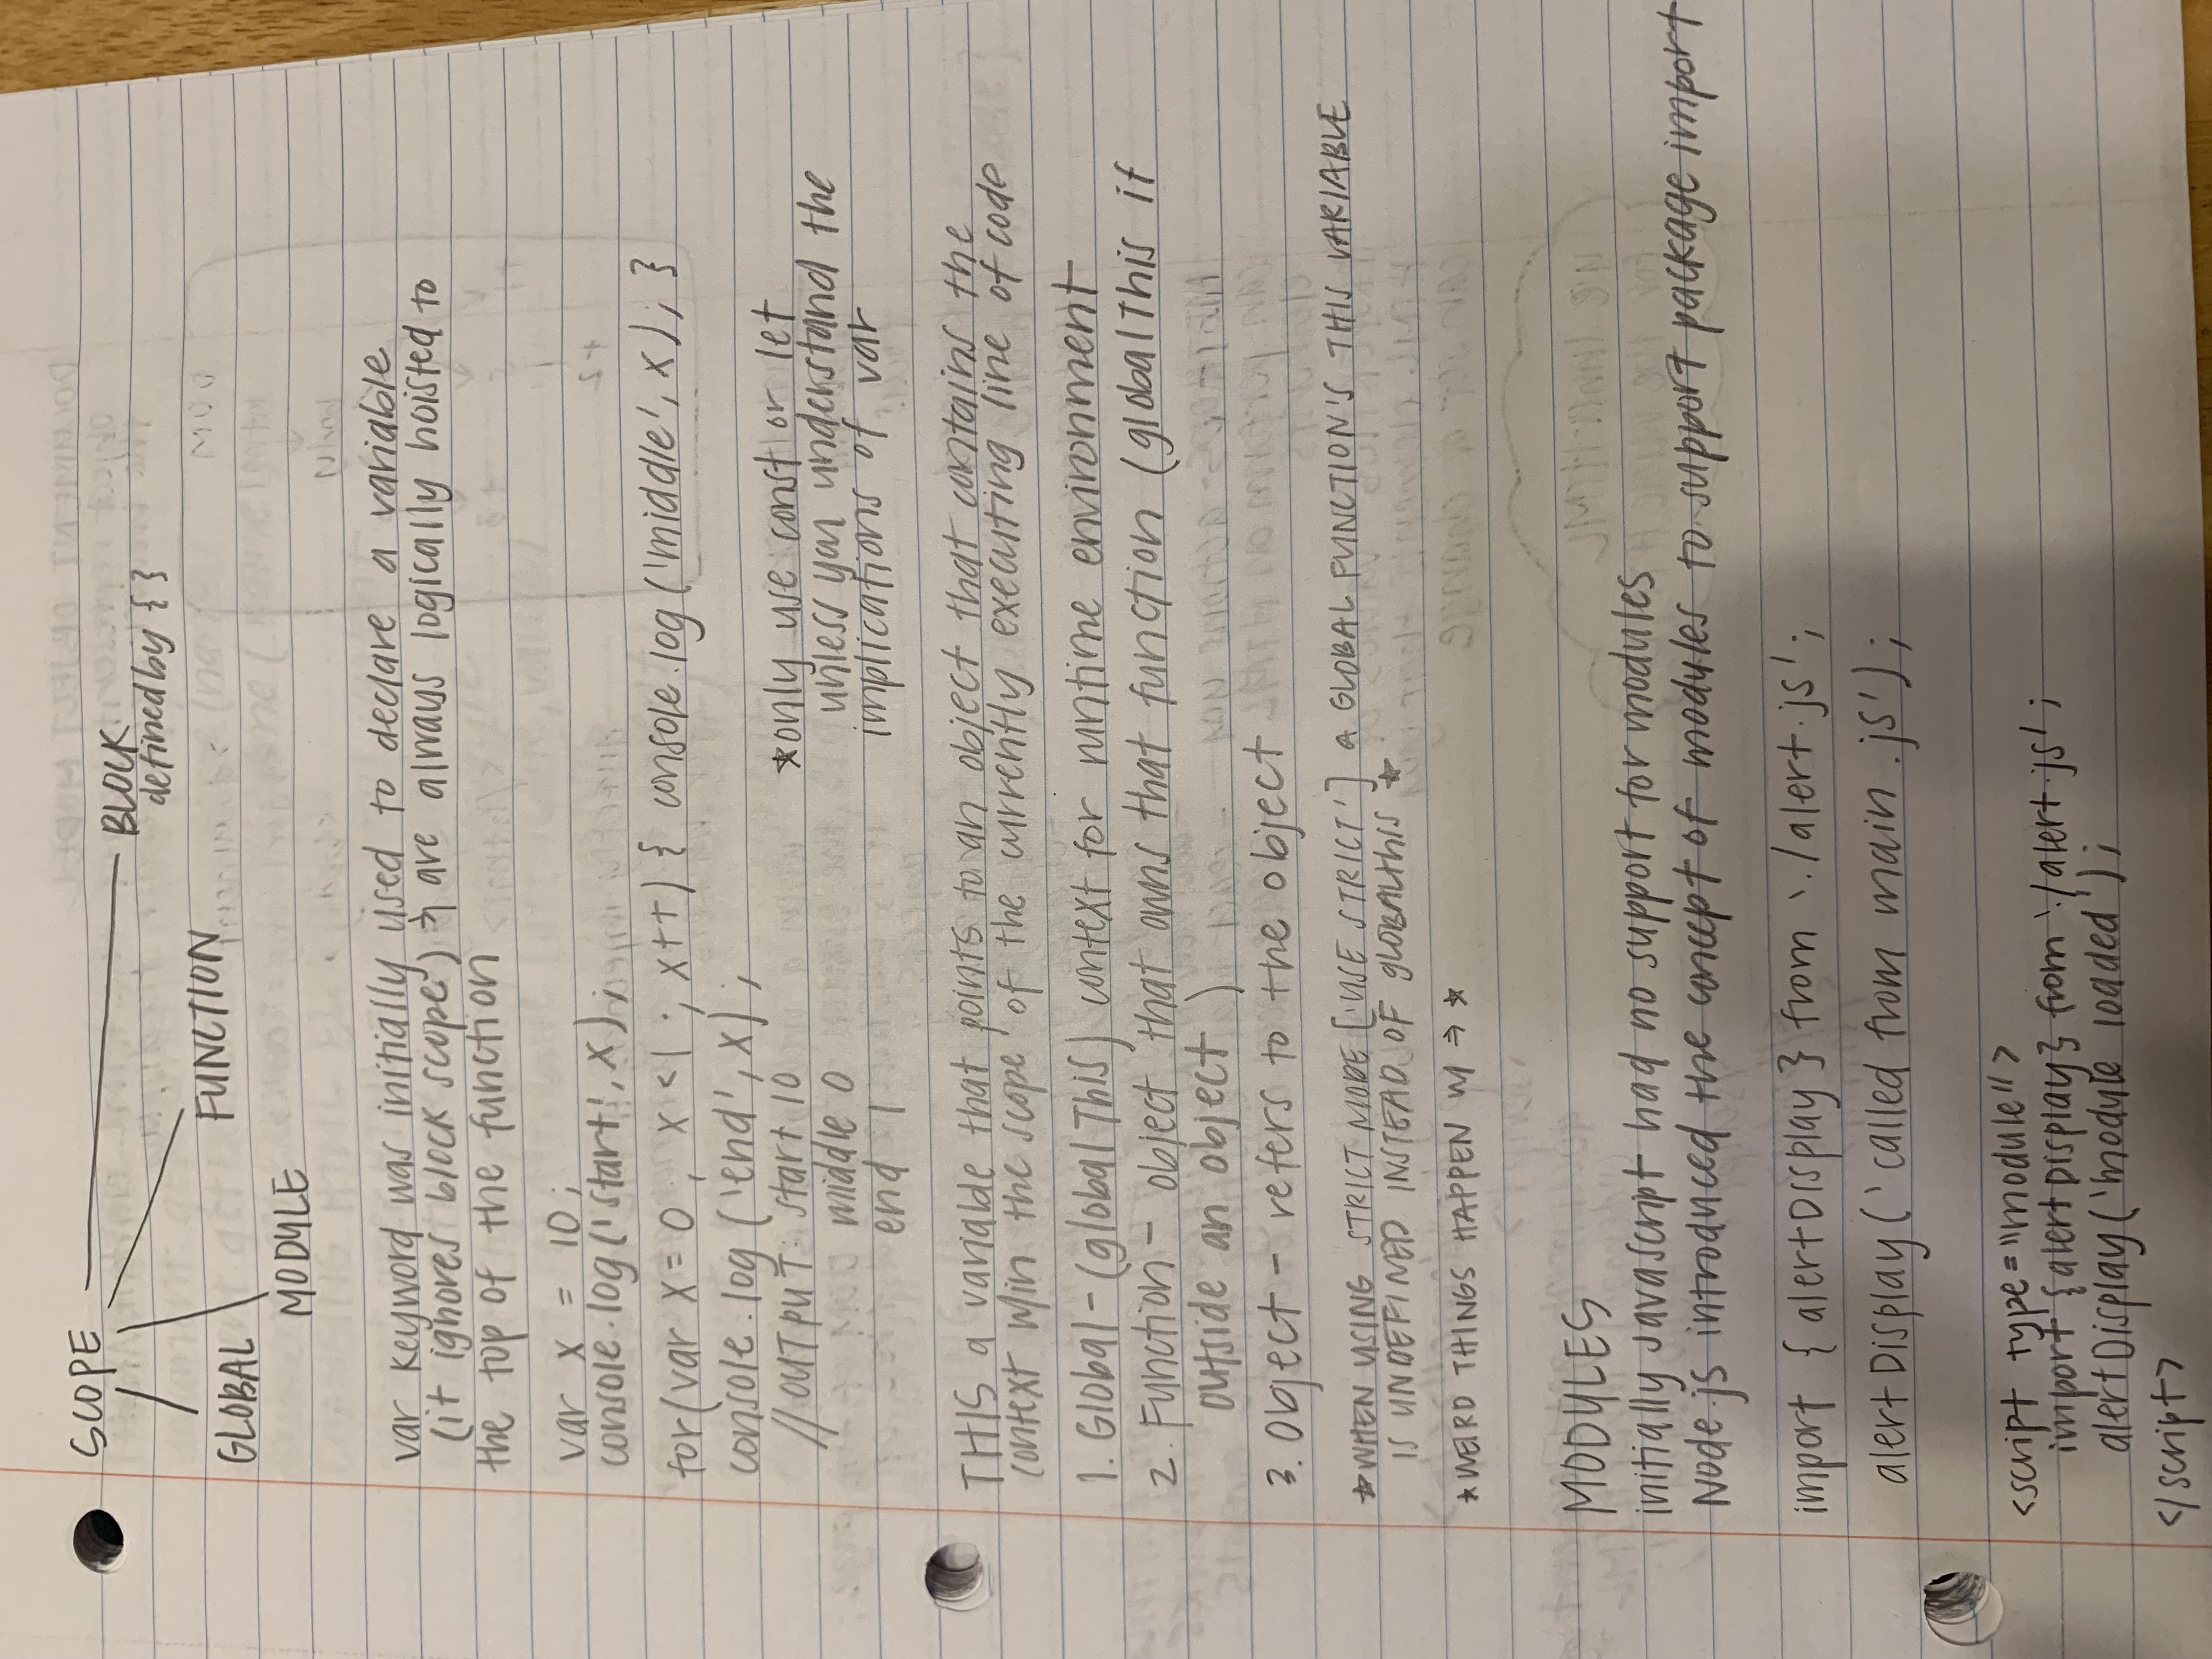 SCOPE
BLOCK
defined by { }
FUNCTION
GLOBAL
MODULE
var keyword was initially used to declare a variable
(it ignores block scope) & are always logically hoisted to
the top of the function
var x = 10;
console.log('start', x);
for(var x = 0; x < 1; x++) { console.log('middle', x); }
console.log('end', x);
//OUTPUT: start 10
middle 0
end 1
*only use const or let
unless you understand the
implications of var
THIS a variable that points to an object that contains the
context w/in the scope of the currently executing line of code
1. Global - (globalThis) context for runtime environment
2. Function - object that owns that function (globalThis if
outside an object)
3. Object - refers to the object
*WHEN USING STRICT MODE ['USE STRICT'] A GLOBAL FUNCTION'S THIS VARIABLE
IS UNDEFINED INSTEAD OF globalthis *
*WEIRD THINGS HAPPEN W/ => *
MODULES
initially Javascript had no support for modules
Node.js introduced the concept of modules to support package import
import { alertDisplay } from './alert.js';
alertDisplay('called from main.js');
<script type="module">
import {alertDisplay} from './alert.js';
alertDisplay('module loaded');
</script>